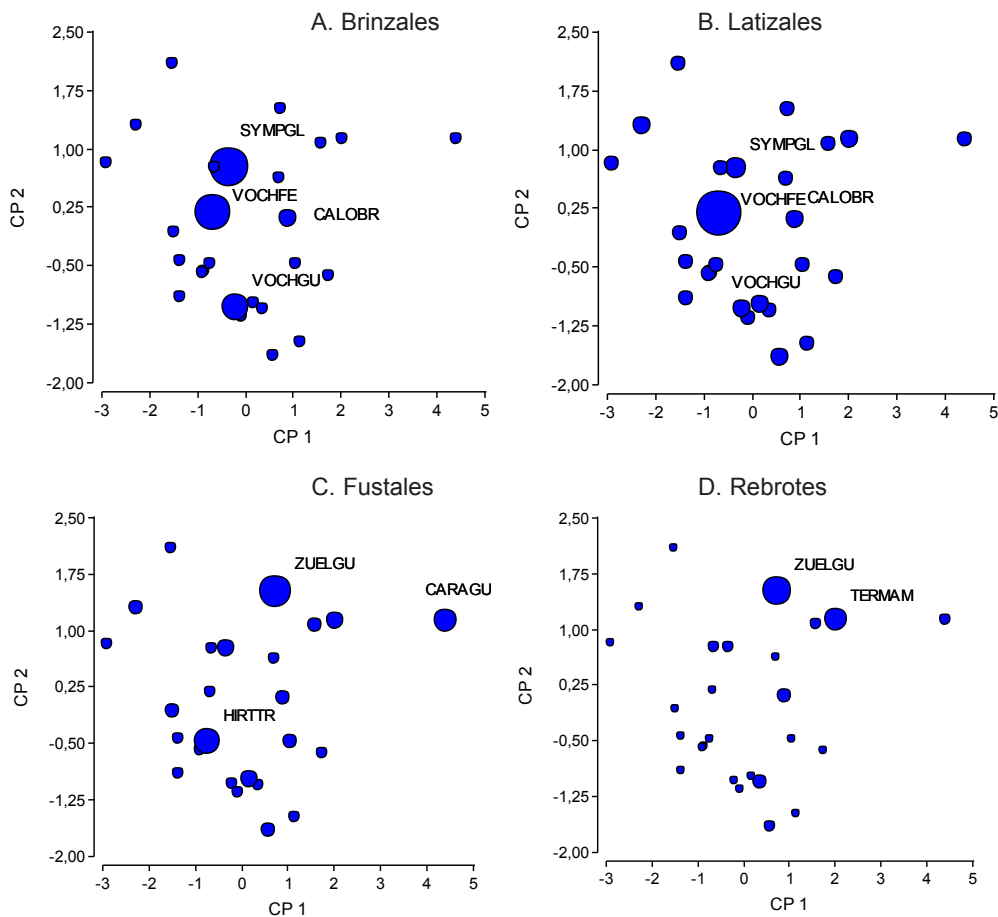 A. Brinzales
2,50
1,75
1,00
0,25
-0,50
-1,25
-2,00
CP 2
SYMPGL
VOCHFE
CALOBR
VOCHGU
-3 -2 -1 0 1 2 3 4 5
CP 1
B. Latizales
2,50
1,75
1,00
0,25
-0,50
-1,25
-2,00
CP 2
SYMPGL
VOCHFE CALOBR
VOCHGU
-3 -2 -1 0 1 2 3 4 5
CP 1
C. Fustales
2,50
1,75
1,00
0,25
-0,50
-1,25
-2,00
CP 2
ZUELGU
CARAGU
HIRTTR
-3 -2 -1 0 1 2 3 4 5
CP 1
D. Rebrotes
2,50
1,75
1,00
0,25
-0,50
-1,25
-2,00
CP 2
ZUELGU
TERMAM
-3 -2 -1 0 1 2 3 4 5
CP 1